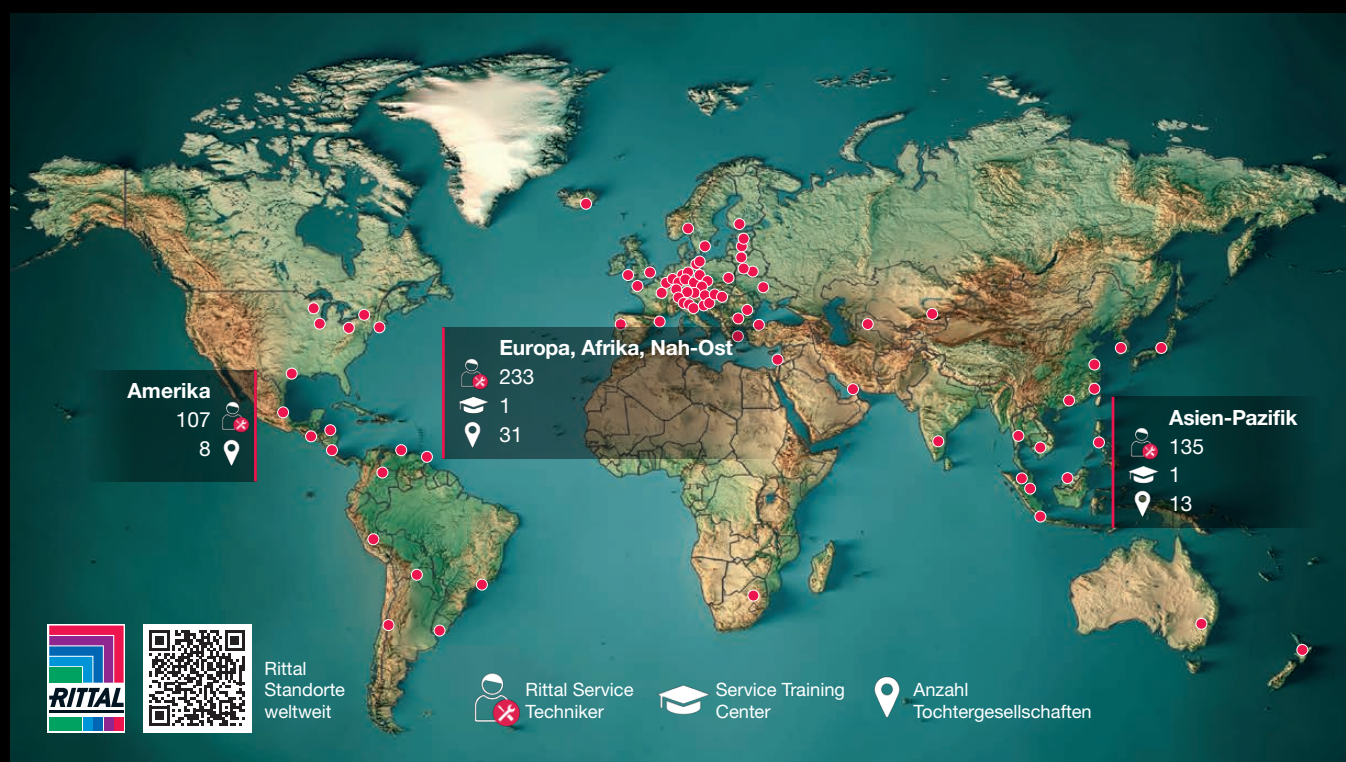 Europa, Afrika, Nah-Ost
233
1
31
Amerika
107
8
Asien-Pazifik
135
1
13
RITTAL
Rittal
Standorte
weltweit
Rittal Service
Techniker
Service Training
Center
Anzahl
Tochtergesellschaften